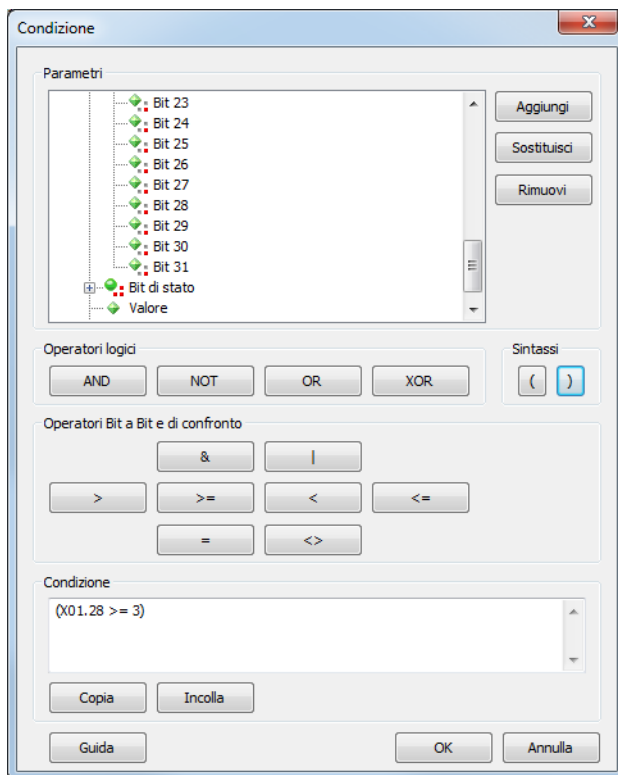 Condizione
Parametri
Bit 23
Bit 24
Bit 25
Bit 26
Bit 27
Bit 28
Bit 29
Bit 30
Bit 31
Bit di stato
Valore
Aggiungi
Sostituisci
Rimuovi
Operatori logici
AND NOT OR XOR
Sintassi
( )
Operatori Bit a Bit e di confronto
& |
> >= < <=
= <>
Condizione
(X01.28 >= 3)
Copia Incolla
Guida OK Annulla